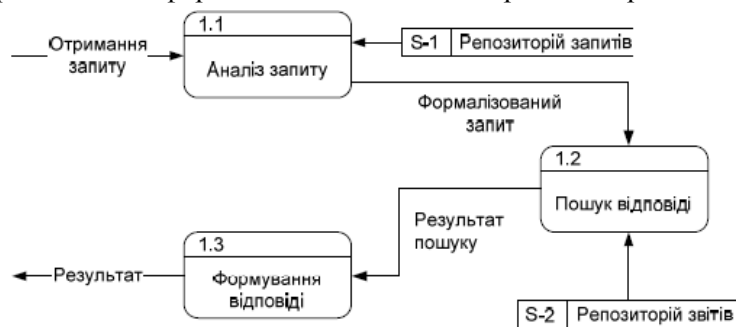 1.1
Отримання
запиту
Аналіз запиту
S-1 Репозиторій запитів
Формалізований
запит
1.2
Пошук відповіді
Результат
пошуку
1.3
Результат
Формування
відповіді
S-2 Репозиторій звітів